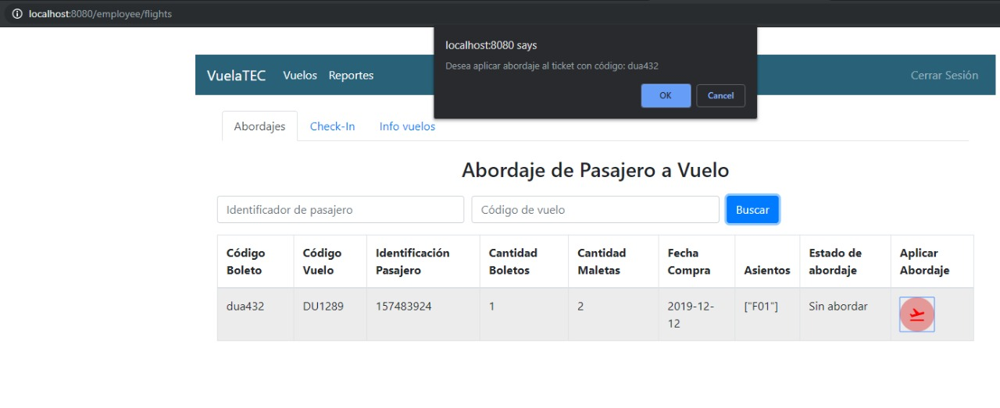 localhost:8080/employee/flights
localhost:8080 says
Desea aplicar abordaje al ticket con código: dua432
OK Cancel
VuelaTEC Vuelos Reportes Cerrar Sesión
Abordajes Check-In Info vuelos
Abordaje de Pasajero a Vuelo
Identificador de pasajero Código de vuelo Buscar
Código Boleto Código Vuelo Identificación Pasajero Cantidad Boletos Cantidad Maletas Fecha Compra Asientos Estado de abordaje Aplicar Abordaje
dua432 DU1289 157483924 1 2 2019-12-12 ["F01"] Sin abordar